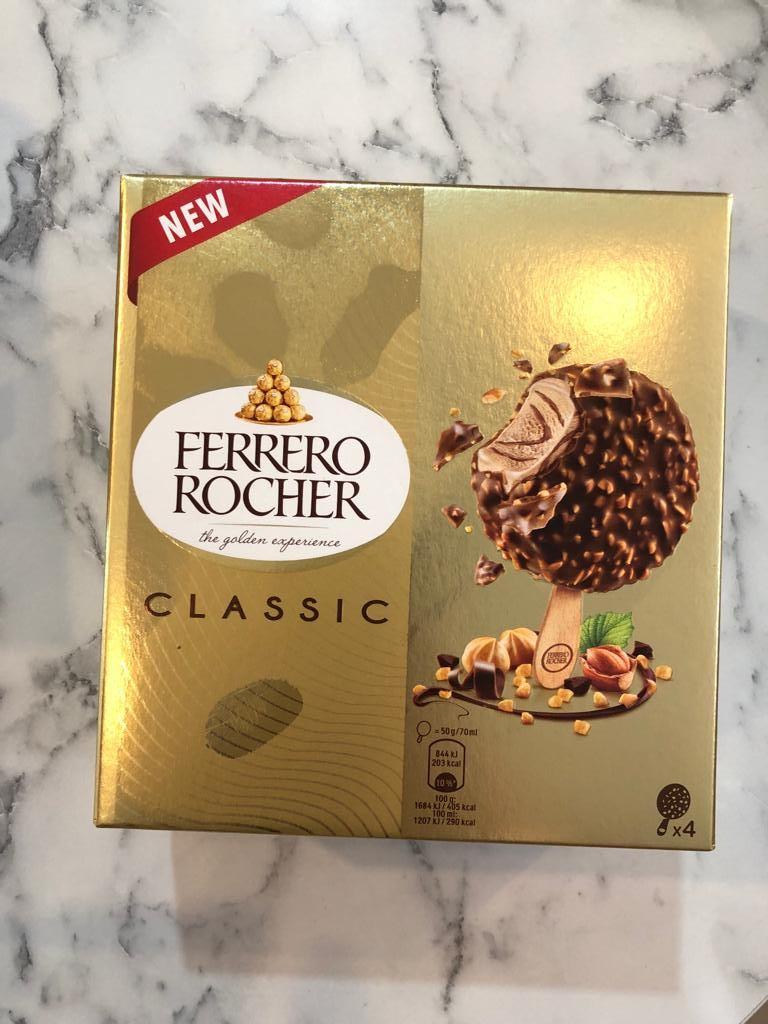 NEW
FERRERO
ROCHER
the golden experience
CLASSIC
FERRERO
ROCHER
= 50g/70ml
844 kJ
203 kcal
10 %*
100 g:
1684 kJ / 405 kcal
100 ml:
1207 kJ / 290 kcal
x4